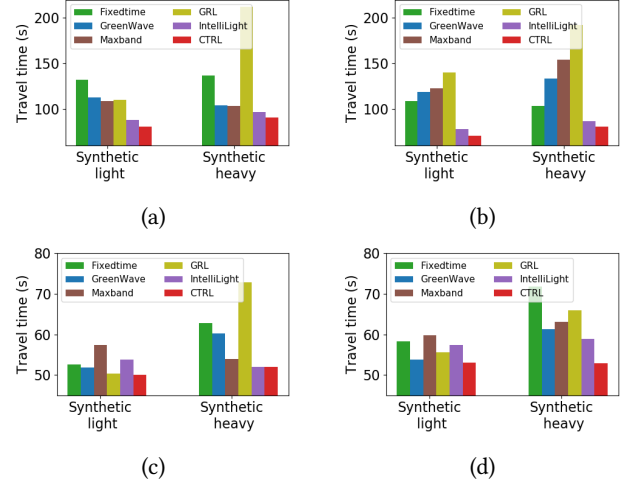 200
150
100
Travel time (s)
Fixedtime
GreenWave
Maxband
GRL
IntelliLight
CTRL
Synthetic light
Synthetic heavy
(a)
200
150
100
Travel time (s)
Fixedtime
GreenWave
Maxband
GRL
IntelliLight
CTRL
Synthetic light
Synthetic heavy
(b)
80
70
60
50
Travel time (s)
Fixedtime
GreenWave
Maxband
GRL
IntelliLight
CTRL
Synthetic light
Synthetic heavy
(c)
80
70
60
50
Travel time (s)
Fixedtime
GreenWave
Maxband
GRL
IntelliLight
CTRL
Synthetic light
Synthetic heavy
(d)